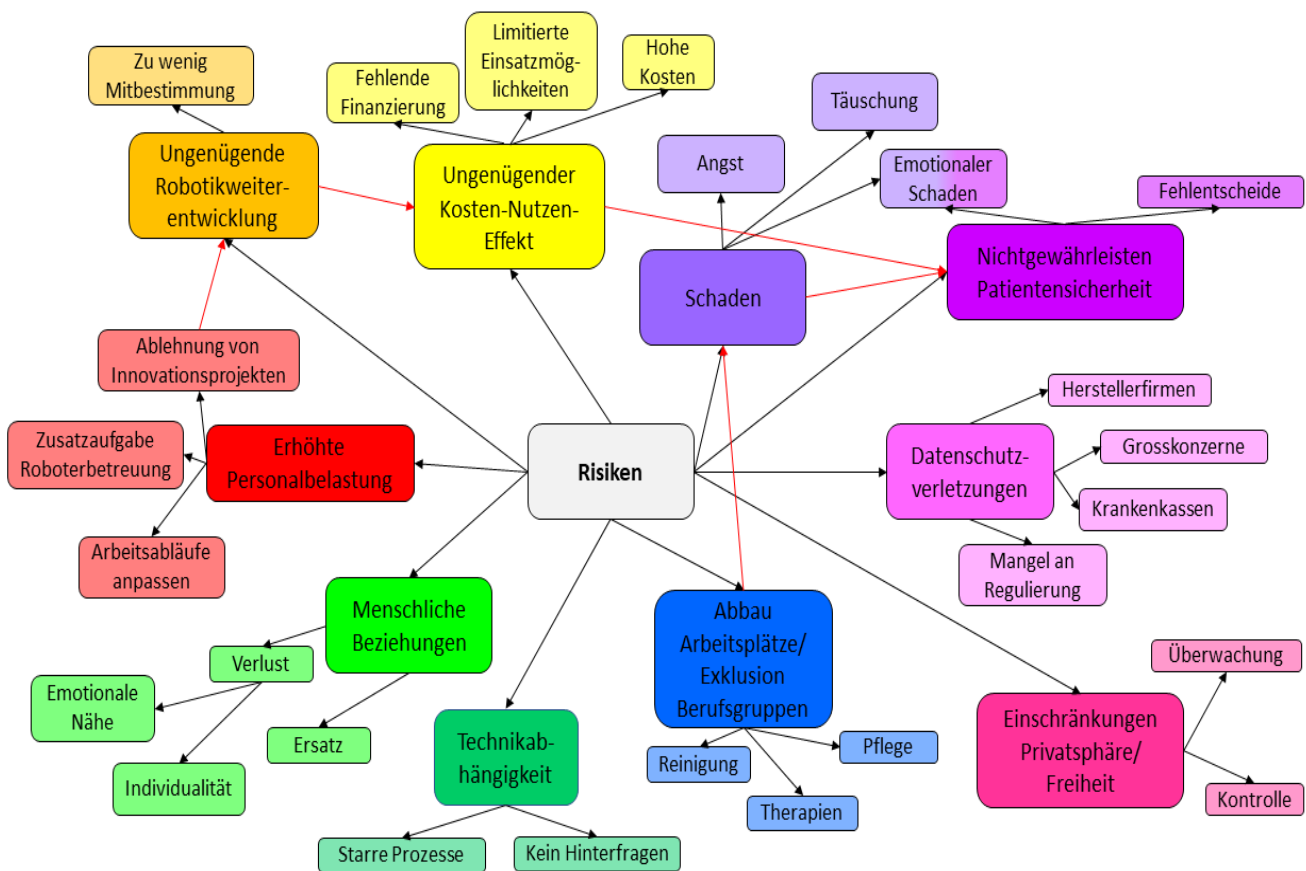 Zu wenig
Mitbestimmung
Fehlende
Finanzierung
Limitierte
Einsatzmög-
lichkeiten
Hohe
Kosten
Täuschung
Angst
Emotionaler
Schaden
Fehlentscheide
Ungenügende
Robotikweiter-
entwicklung
Ungenügender
Kosten-Nutzen-
Effekt
Schaden
Nichtgewährleisten
Patientensicherheit
Ablehnung von
Innovationsprojekten
Zusatzaufgabe
Roboterbetreuung
Erhöhte
Personalbelastung
Arbeitsabläufe
anpassen
Risiken
Datenschutz-
verletzungen
Herstellerfirmen
Grosskonzerne
Krankenkassen
Mangel an
Regulierung
Menschliche
Beziehungen
Verlust
Emotionale
Nähe
Individualität
Ersatz
Technikab-
hängigkeit
Starre Prozesse
Kein Hinterfragen
Abbau
Arbeitsplätze/
Exklusion
Berufsgruppen
Reinigung
Pflege
Therapien
Einschränkungen
Privatsphäre/
Freiheit
Überwachung
Kontrolle